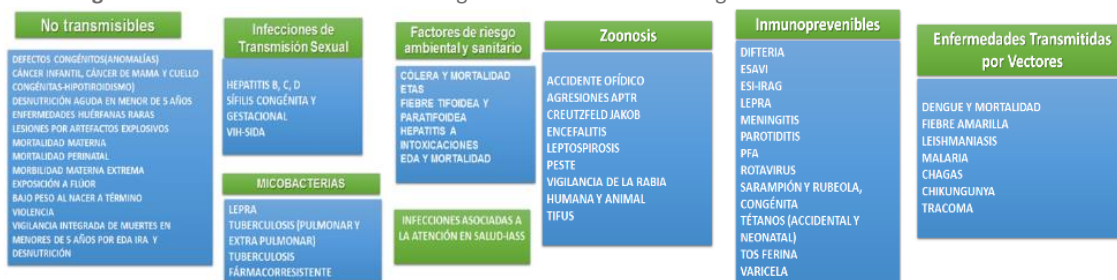 No transmisibles
DEFECTOS CONGÉNITOS(ANOMALÍAS)
CÁNCER INFANTIL, CÁNCER DE MAMA Y CUELLO
CONGÉNITAS-HIPOTIROIDISMO)
DESNUTRICIÓN AGUDA EN MENOR DE 5 AÑOS
ENFERMEDADES HUÉRFANAS RARAS
LESIONES POR ARTEFACTOS EXPLOSIVOS
MORTALIDAD MATERNA
MORTALIDAD PERINATAL
MORBILIDAD MATERNA EXTREMA
EXPOSICIÓN A FLÚOR
BAJO PESO AL NACER A TÉRMINO
VIOLENCIA
VIGILANCIA INTEGRADA DE MUERTES EN
MENORES DE 5 AÑOS POR EDA IRA Y
DESNUTRICIÓN
Infecciones de
Transmisión Sexual
HEPATITIS B, C, D
SÍFILIS CONGÉNITA Y
GESTACIONAL
VIH-SIDA
MICOBACTERIAS
LEPRA
TUBERCULOSIS (PULMONAR Y
EXTRA PULMONAR)
TUBERCULOSIS
FÁRMACORRESISTENTE
Factores de riesgo
ambiental y sanitario
CÓLERA Y MORTALIDAD
ETAS
FIEBRE TIFOIDEA Y
PARATIFOIDEA
HEPATITIS A
INTOXICACIONES
EDA Y MORTALIDAD
INFECCIONES ASOCIADAS A
LA ATENCIÓN EN SALUD-IASS
Zoonosis
ACCIDENTE OFÍDICO
AGRESIONES APTR
CREUTZFELD JAKOB
ENCEFALITIS
LEPTOSPIROSIS
PESTE
VIGILANCIA DE LA RABIA
HUMANA Y ANIMAL
TIFUS
Inmunoprevenibles
DIFTERIA
ESAVI
ESI-IRAG
LEPRA
MENINGITIS
PAROTIDITIS
PFA
ROTAVIRUS
SARAMPIÓN Y RUBEOLA,
CONGÉNITA
TÉTANOS (ACCIDENTAL Y
NEONATAL)
TOS FERINA
VARICELA
Enfermedades Transmitidas
por Vectores
DENGUE Y MORTALIDAD
FIEBRE AMARILLA
LEISHMANIASIS
MALARIA
CHAGAS
CHIKUNGUNYA
TRACOMA